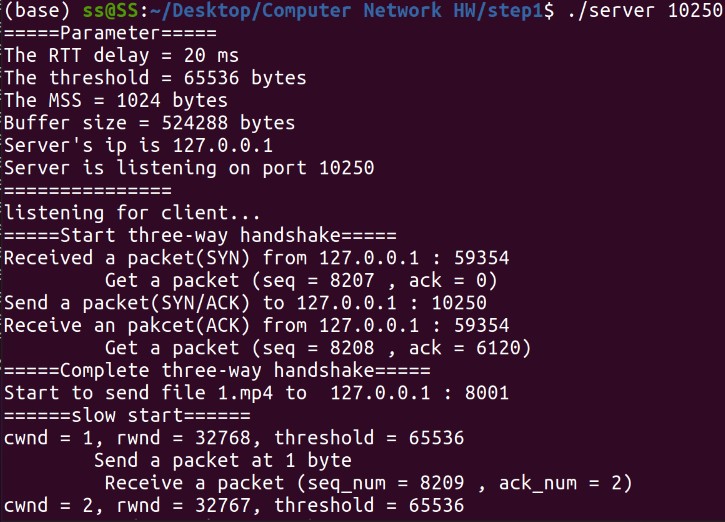 (base) ss@SS:~/Desktop/Computer Network HW/step1$ ./server 10250
=====Parameter=====
The RTT delay = 20 ms
The threshold = 65536 bytes
The MSS = 1024 bytes
Buffer size = 524288 bytes
Server's ip is 127.0.0.1
Server is listening on port 10250
===============
listening for client...
=====Start three-way handshake=====
Received a packet(SYN) from 127.0.0.1 : 59354
Get a packet (seq = 8207 , ack = 0)
Send a packet(SYN/ACK) to 127.0.0.1 : 10250
Receive an pakcet(ACK) from 127.0.0.1 : 59354
Get a packet (seq = 8208 , ack = 6120)
=====Complete three-way handshake=====
Start to send file 1.mp4 to  127.0.0.1 : 8001
======slow start======
cwnd = 1, rwnd = 32768, threshold = 65536
Send a packet at 1 byte
Receive a packet (seq_num = 8209 , ack_num = 2)
cwnd = 2, rwnd = 32767, threshold = 65536